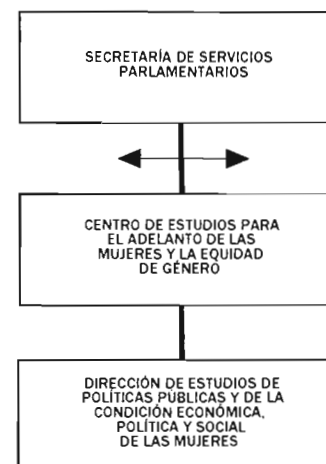 SECRETARÍA DE SERVICIOS
PARLAMENTARIOS
CENTRO DE ESTUDIOS PARA
EL ADELANTO DE LAS
MUJERES Y LA EQUIDAD
DE GÉNERO
DIRECCIÓN DE ESTUDIOS DE
POLÍTICAS PÚBLICAS Y DE LA
CONDICIÓN ECONÓMICA,
POLÍTICA Y SOCIAL
DE LAS MUJERES